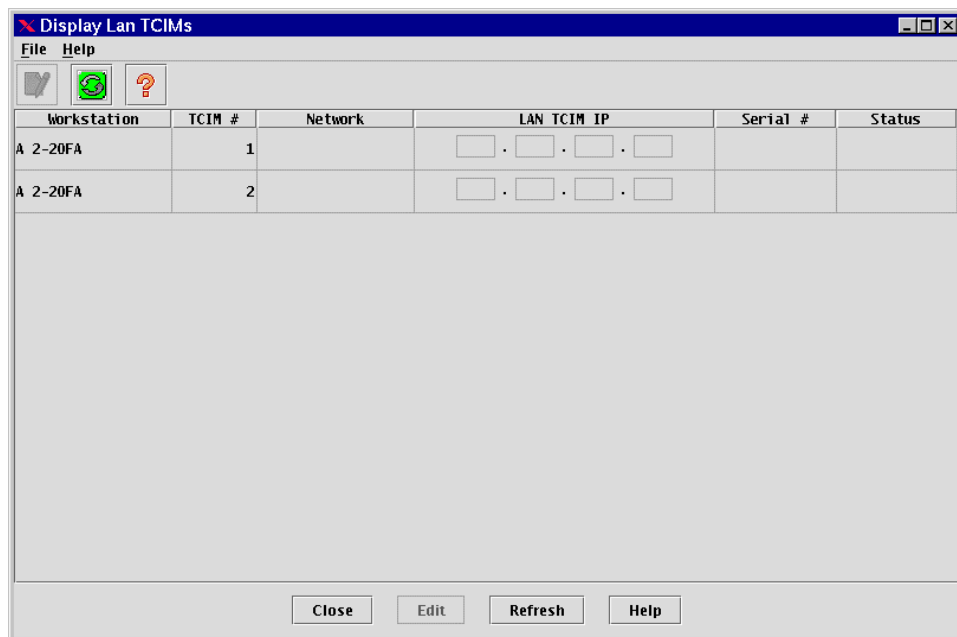 Display Lan TCIMs
File Help
Workstation TCIM # Network LAN TCIM IP Serial # Status
A 2-20FA 1 . . .
A 2-20FA 2 . . .
Close Edit Refresh Help